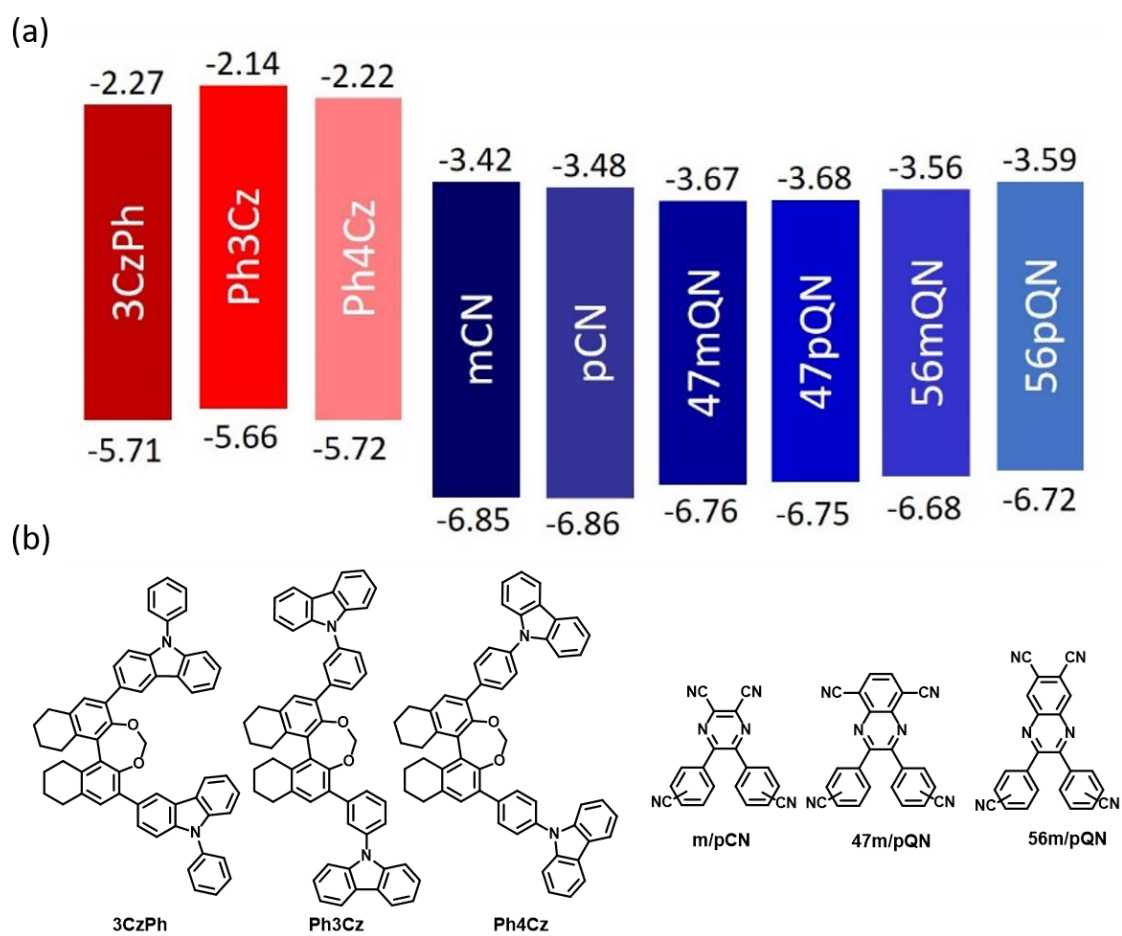 (a)
-2.27 -2.14 -2.22
-3.42 -3.48 -3.67 -3.68 -3.56 -3.59
3CzPh Ph3Cz Ph4Cz mCN pCN 47mQN 47pQN 56mQN 56pQN
-5.71 -5.66 -5.72
-6.85 -6.86 -6.76 -6.75 -6.68 -6.72
(b)
N
O
O
N
3CzPh
N
O
O
N
Ph3Cz
N
O
O
N
Ph4Cz
NC CN
N N
NC CN
m/pCN
NC CN
N N
NC CN
47m/pQN
NC CN
N N
NC CN
56m/pQN